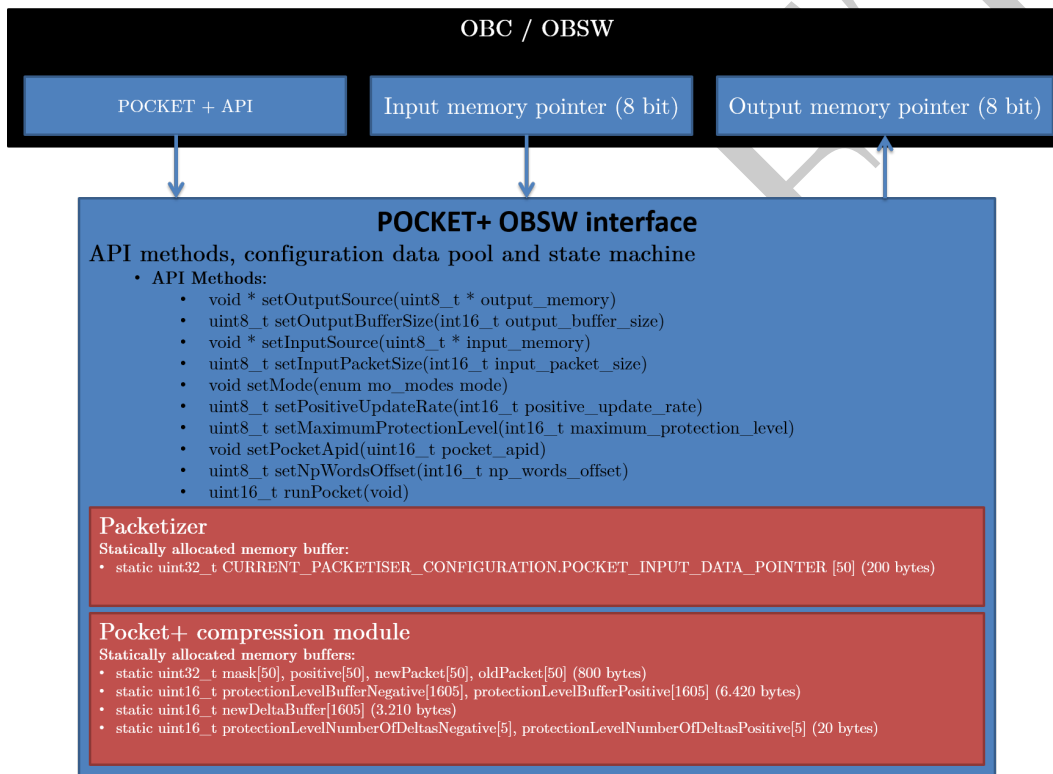 OBC / OBSW
POCKET + API
Input memory pointer (8 bit)
Output memory pointer (8 bit)
POCKET+ OBSW interface
API methods, configuration data pool and state machine
• API Methods:
• void * setOutputSource(uint8_t * output_memory)
• uint8_t setOutputBufferSize(int16_t output_buffer_size)
• void * setInputSource(uint8_t * input_memory)
• uint8_t setInputPacketSize(int16_t input_packet_size)
• void setMode(enum mo_modes mode)
• uint8_t setPositiveUpdateRate(int16_t positive_update_rate)
• uint8_t setMaximumProtectionLevel(int16_t maximum_protection_level)
• void setPocketApid(uint16_t pocket_apid)
• uint8_t setNpWordsOffset(int16_t np_words_offset)
• uint16_t runPocket(void)
Packetizer
Statically allocated memory buffer:
• static uint32_t CURRENT_PACKETISER_CONFIGURATION.POCKET_INPUT_DATA_POINTER [50] (200 bytes)
Pocket+ compression module
Statically allocated memory buffers:
• static uint32_t mask[50], positive[50], newPacket[50], oldPacket[50] (800 bytes)
• static uint16_t protectionLevelBufferNegative[1605], protectionLevelBufferPositive[1605] (6.420 bytes)
• static uint16_t newDeltaBuffer[1605] (3.210 bytes)
• static uint16_t protectionLevelNumberOfDeltasNegative[5], protectionLevelNumberOfDeltasPositive[5] (20 bytes)